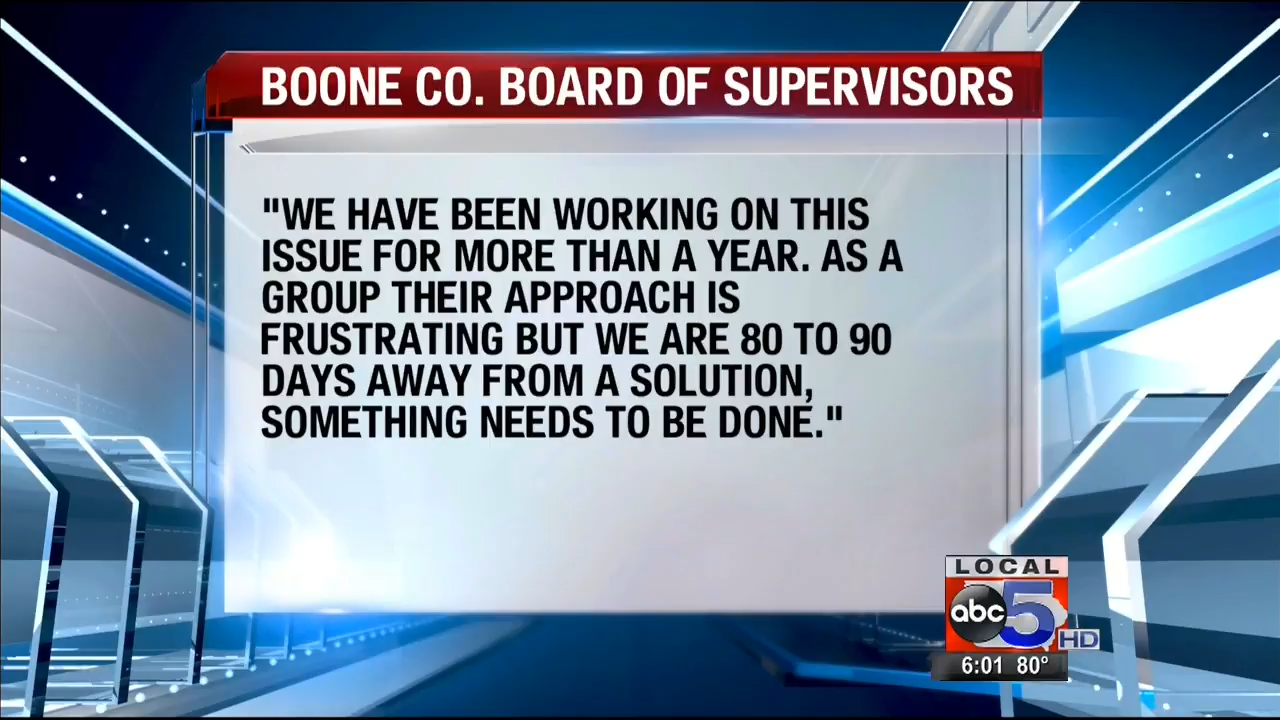 BOONE CO. BOARD OF SUPERVISORS
"WE HAVE BEEN WORKING ON THIS
ISSUE FOR MORE THAN A YEAR. AS A
GROUP THEIR APPROACH IS
FRUSTRATING BUT WE ARE 80 TO 90
DAYS AWAY FROM A SOLUTION,
SOMETHING NEEDS TO BE DONE."
LOCAL
abc 5 HD
6:01 80°